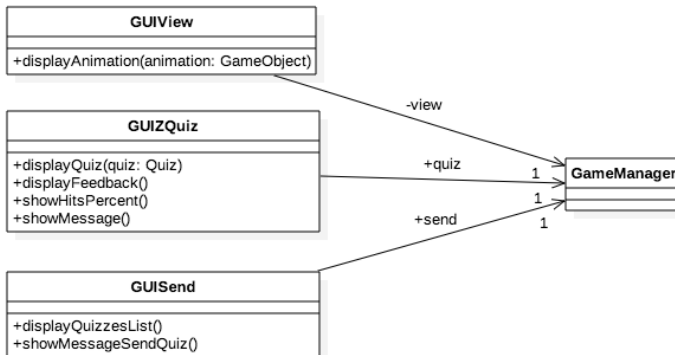 GUIView
+displayAnimation(animation: GameObject)
-view
GUIZQuiz
+displayQuiz(quiz: Quiz)
+displayFeedback()
+showHitsPercent()
+showMessage()
+quiz
1
GameManager
1
+send
1
GUISend
+displayQuizzesList()
+showMessageSendQuiz()